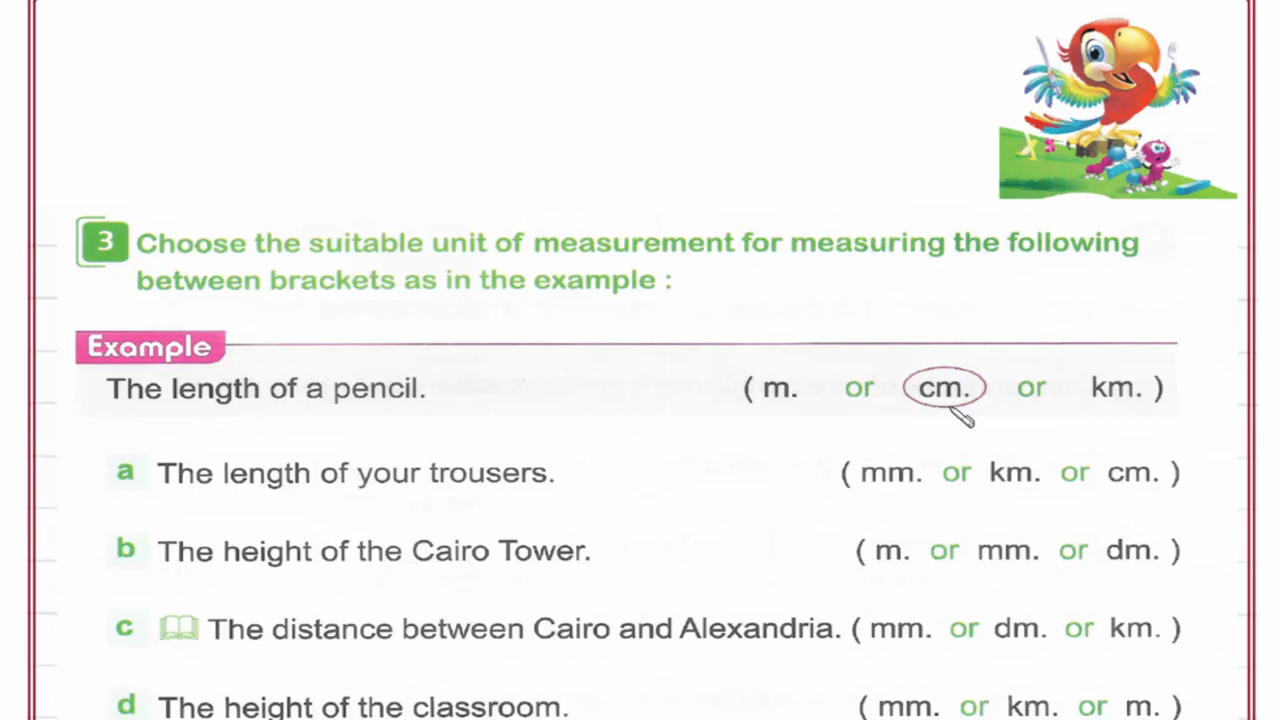 3 Choose the suitable unit of measurement for measuring the following
between brackets as in the example :
Example
The length of a pencil. ( m. or cm. or km. )
a The length of your trousers. ( mm. or km. or cm. )
b The height of the Cairo Tower. ( m. or mm. or dm. )
c The distance between Cairo and Alexandria. ( mm. or dm. or km. )
d The height of the classroom. ( mm. or km. or m. )